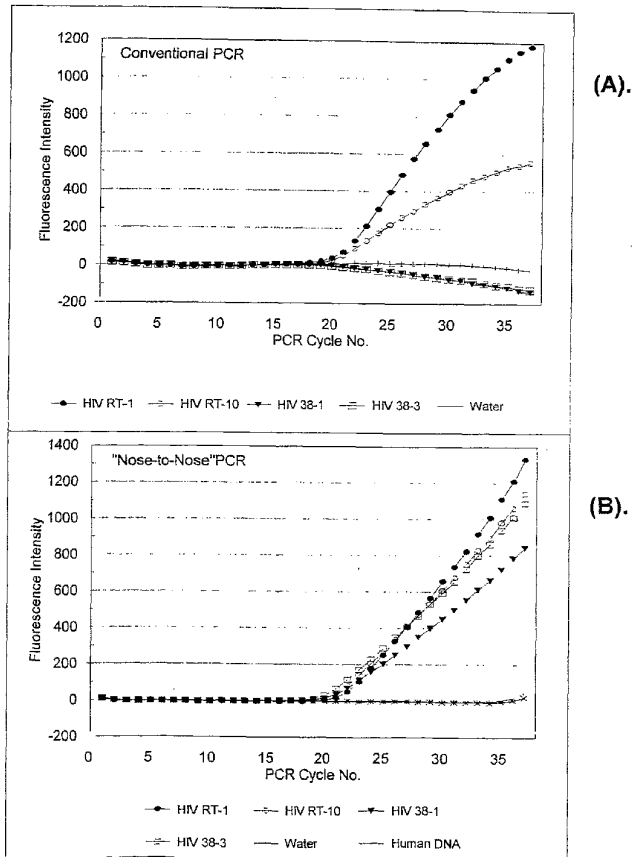 Conventional PCR
(A).
Fluorescence Intensity
1200
1000
800
600
400
200
0
-200
0 5 10 15 20 25 30 35
PCR Cycle No.
HIV RT-1 HIV RT-10 HIV 38-1 HIV 38-3 Water
"Nose-to-Nose"PCR
(B).
Fluorescence Intensity
1400
1200
1000
800
600
400
200
0
-200
0 5 10 15 20 25 30 35
PCR Cycle No.
HIV RT-1 HIV RT-10 HIV 38-1
HIV 38-3 Water Human DNA